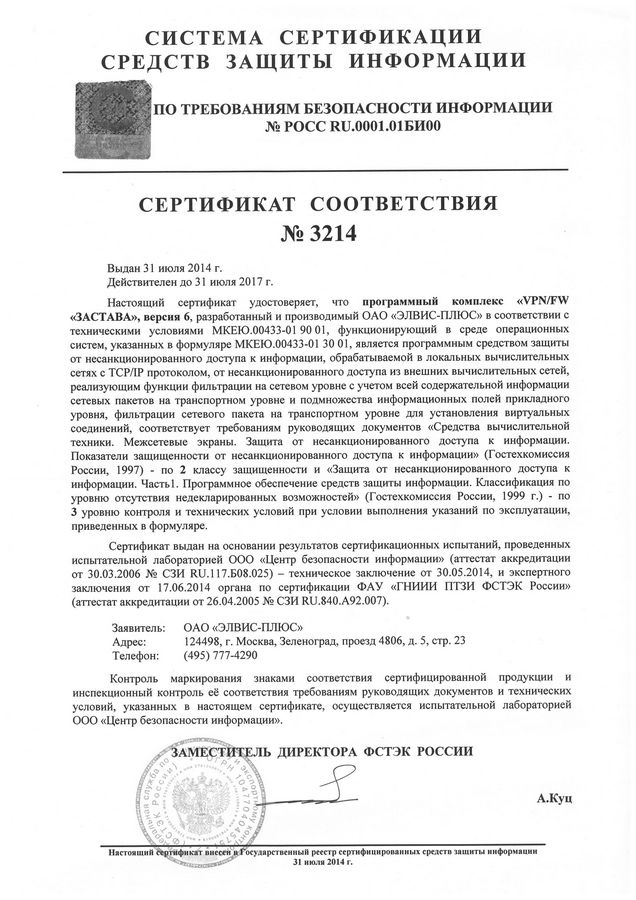 СИСТЕМА СЕРТИФИКАЦИИ
СРЕДСТВ ЗАЩИТЫ ИНФОРМАЦИИ
ПО ТРЕБОВАНИЯМ БЕЗОПАСНОСТИ ИНФОРМАЦИИ
№ РОСС RU.0001.01БИ00
СЕРТИФИКАТ СООТВЕТСТВИЯ
№ 3214
Выдан 31 июля 2014 г.
Действителен до 31 июля 2017 г.
Настоящий сертификат удостоверяет, что программный комплекс «VPN/FW
«ЗАСТАВА», версия 6, разработанный и производимый ОАО «ЭЛВИС-ПЛЮС» в соответствии с
техническими условиями МКЕЮ.00433-01 90 01, функционирующий в среде операционных
систем, указанных в формуляре МКЕЮ.00433-01 30 01, является программным средством защиты
от несанкционированного доступа к информации, обрабатываемой в локальных вычислительных
сетях с TCP/IP протоколом, от несанкционированного доступа из внешних вычислительных сетей,
реализующим функции фильтрации на сетевом уровне с учетом всей содержательной информации
сетевых пакетов на транспортном уровне и подмножества информационных полей прикладного
уровня, фильтрации сетевого пакета на транспортном уровне для установления виртуальных
соединений, соответствует требованиям руководящих документов «Средства вычислительной
техники. Межсетевые экраны. Защита от несанкционированного доступа к информации.
Показатели защищенности от несанкционированного доступа к информации» (Гостехкомиссия
России, 1997) - по 2 классу защищенности и «Защита от несанкционированного доступа к
информации. Часть1. Программное обеспечение средств защиты информации. Классификация по
уровню отсутствия недекларированных возможностей» (Гостехкомиссия России, 1999 г.) - по
3 уровню контроля и технических условий при условии выполнения указаний по эксплуатации,
приведенных в формуляре.
Сертификат выдан на основании результатов сертификационных испытаний, проведенных
испытательной лабораторией ООО «Центр безопасности информации» (аттестат аккредитации
от 30.03.2006 № СЗИ RU.117.Б08.025) – техническое заключение от 30.05.2014, и экспертного
заключения от 17.06.2014 органа по сертификации ФАУ «ГНИИИ ПТЗИ ФСТЭК России»
(аттестат аккредитации от 26.04.2005 № СЗИ RU.840.А92.007).
Заявитель: ОАО «ЭЛВИС-ПЛЮС»
Адрес: 124498, г. Москва, Зеленоград, проезд 4806, д. 5, стр. 23
Телефон: (495) 777-4290
Контроль маркирования знаками соответствия сертифицированной продукции и
инспекционный контроль её соответствия требованиям руководящих документов и технических
условий, указанных в настоящем сертификате, осуществляется испытательной лабораторией
ООО «Центр безопасности информации».
ЗАМЕСТИТЕЛЬ ДИРЕКТОРА ФСТЭК РОССИИ
А.Куц
Настоящий сертификат внесен в Государственный реестр сертифицированных средств защиты информации
31 июля 2014 г.